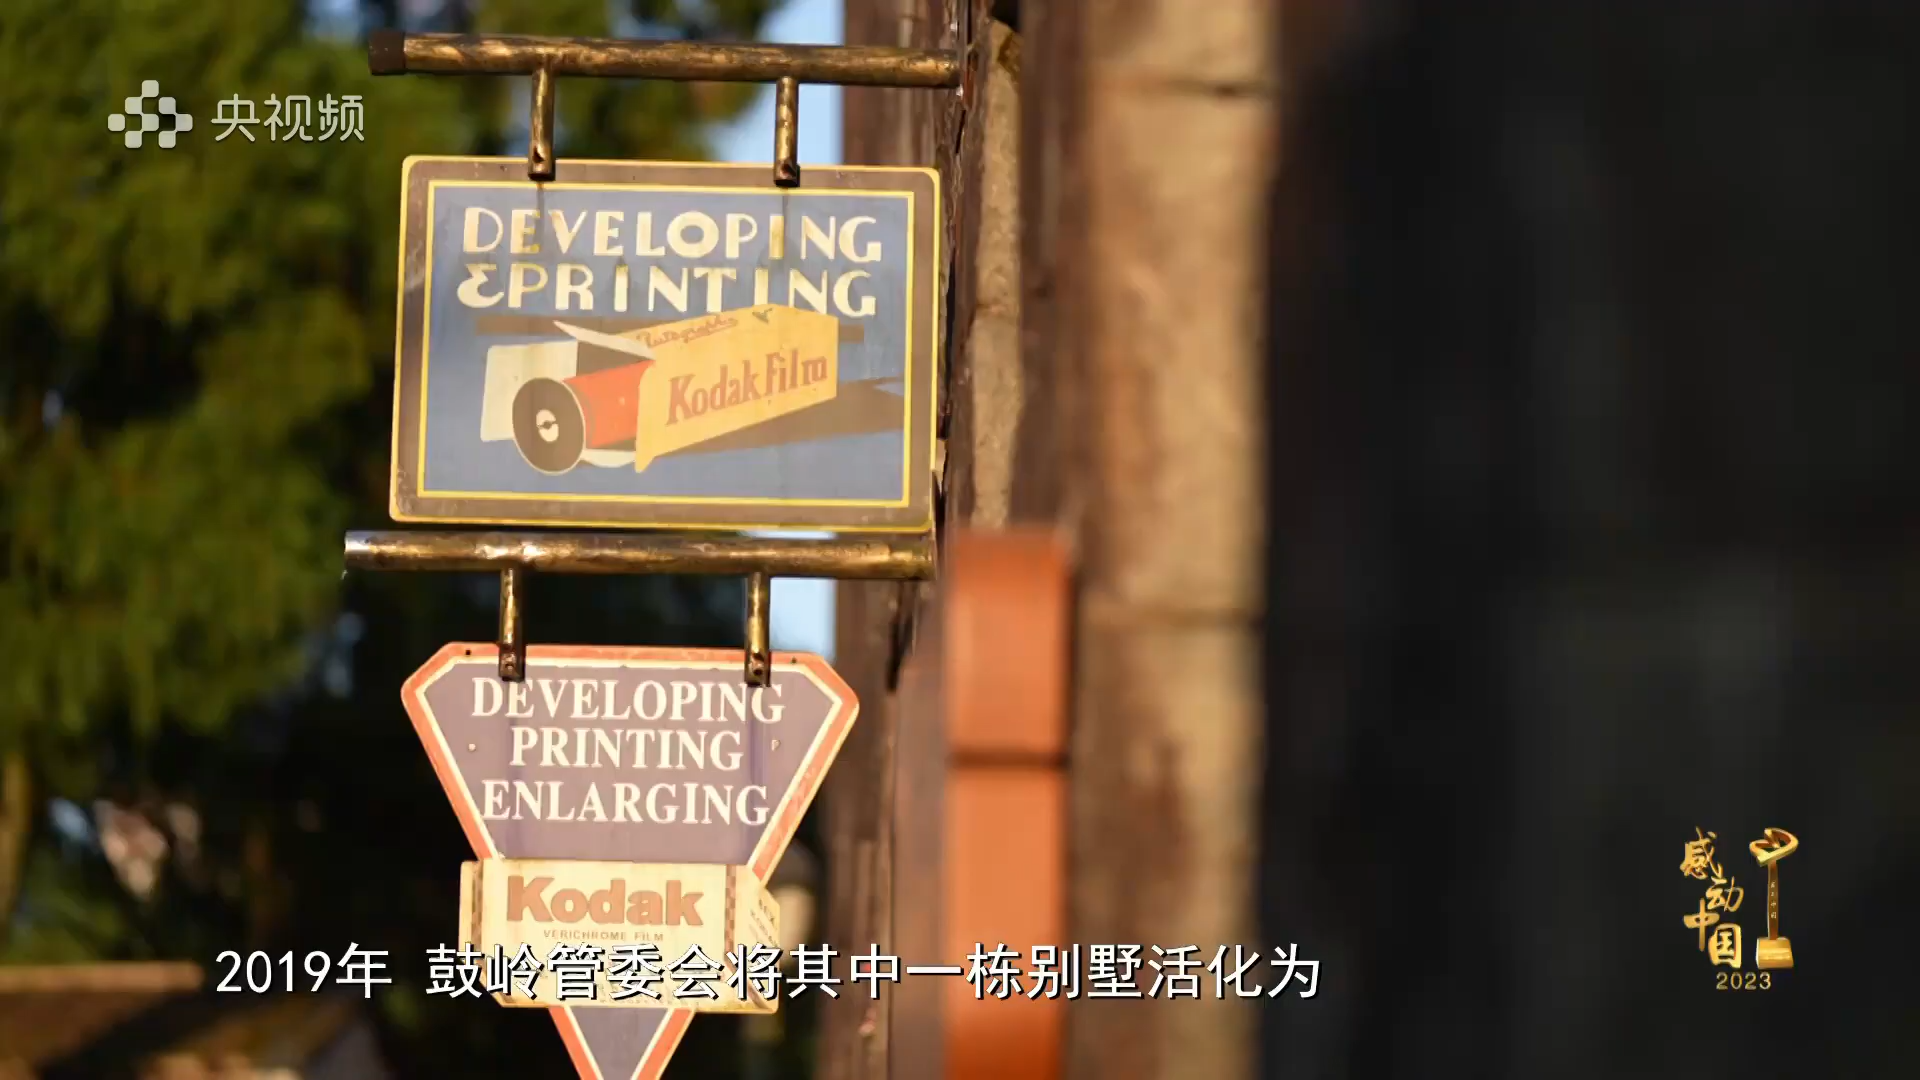 央视频
DEVELOPING
&PRINTING
Autographic
Kodak Film
DEVELOPING
PRINTING
ENLARGING
Kodak
VERICHROME FILM
2019年 鼓岭管委会将其中一栋别墅活化为
感动中国
2023